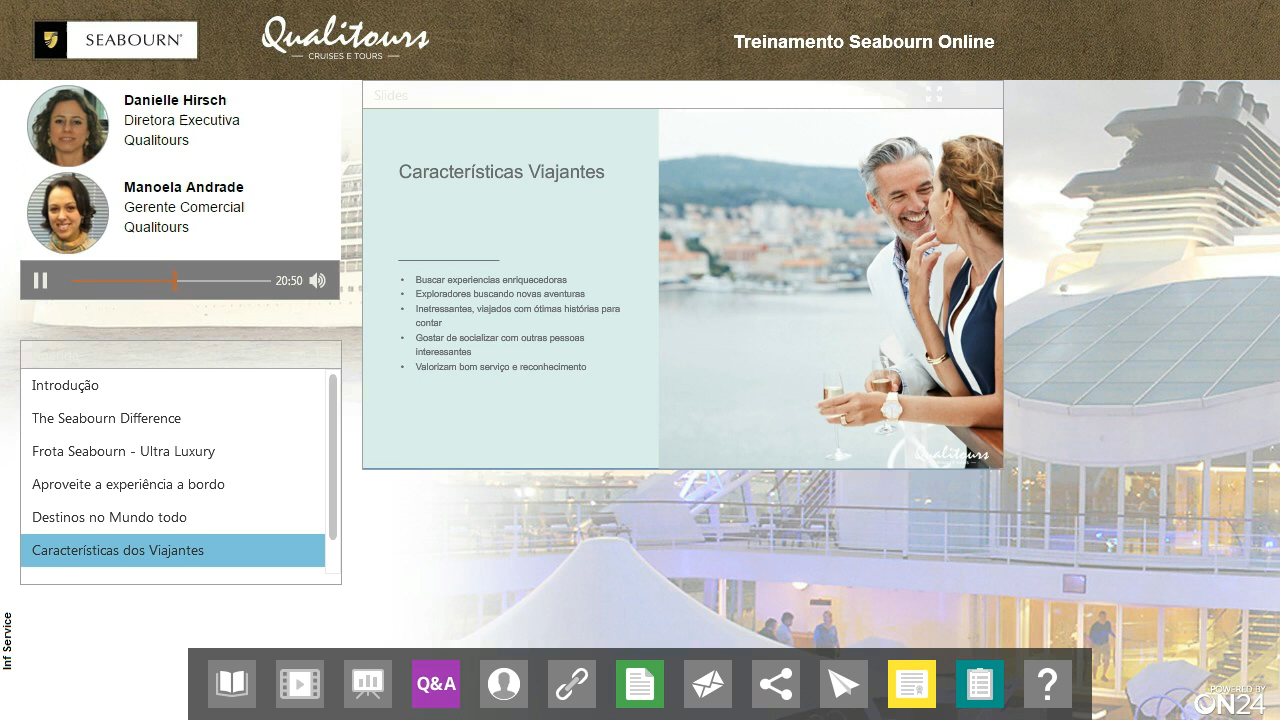 SEABOURN®
Qualitours
CRUISES E TOURS
Treinamento Seabourn Online
Danielle Hirsch
Diretora Executiva
Qualitours
Manoela Andrade
Gerente Comercial
Qualitours
20:50
Slides
Características Viajantes
• Buscar experiencias enriquecedoras
• Exploradores buscando novas aventuras
• Inetressantes, viajados com ótimas histórias para
contar
• Gostar de socializar com outras pessoas
interessantes
• Valorizam bom serviço e reconhecimento
Qualitours
Introdução
The Seabourn Difference
Frota Seabourn - Ultra Luxury
Aproveite a experiência a bordo
Destinos no Mundo todo
Características dos Viajantes
Inf Service
Q&A
?
POWERED BY
ON24